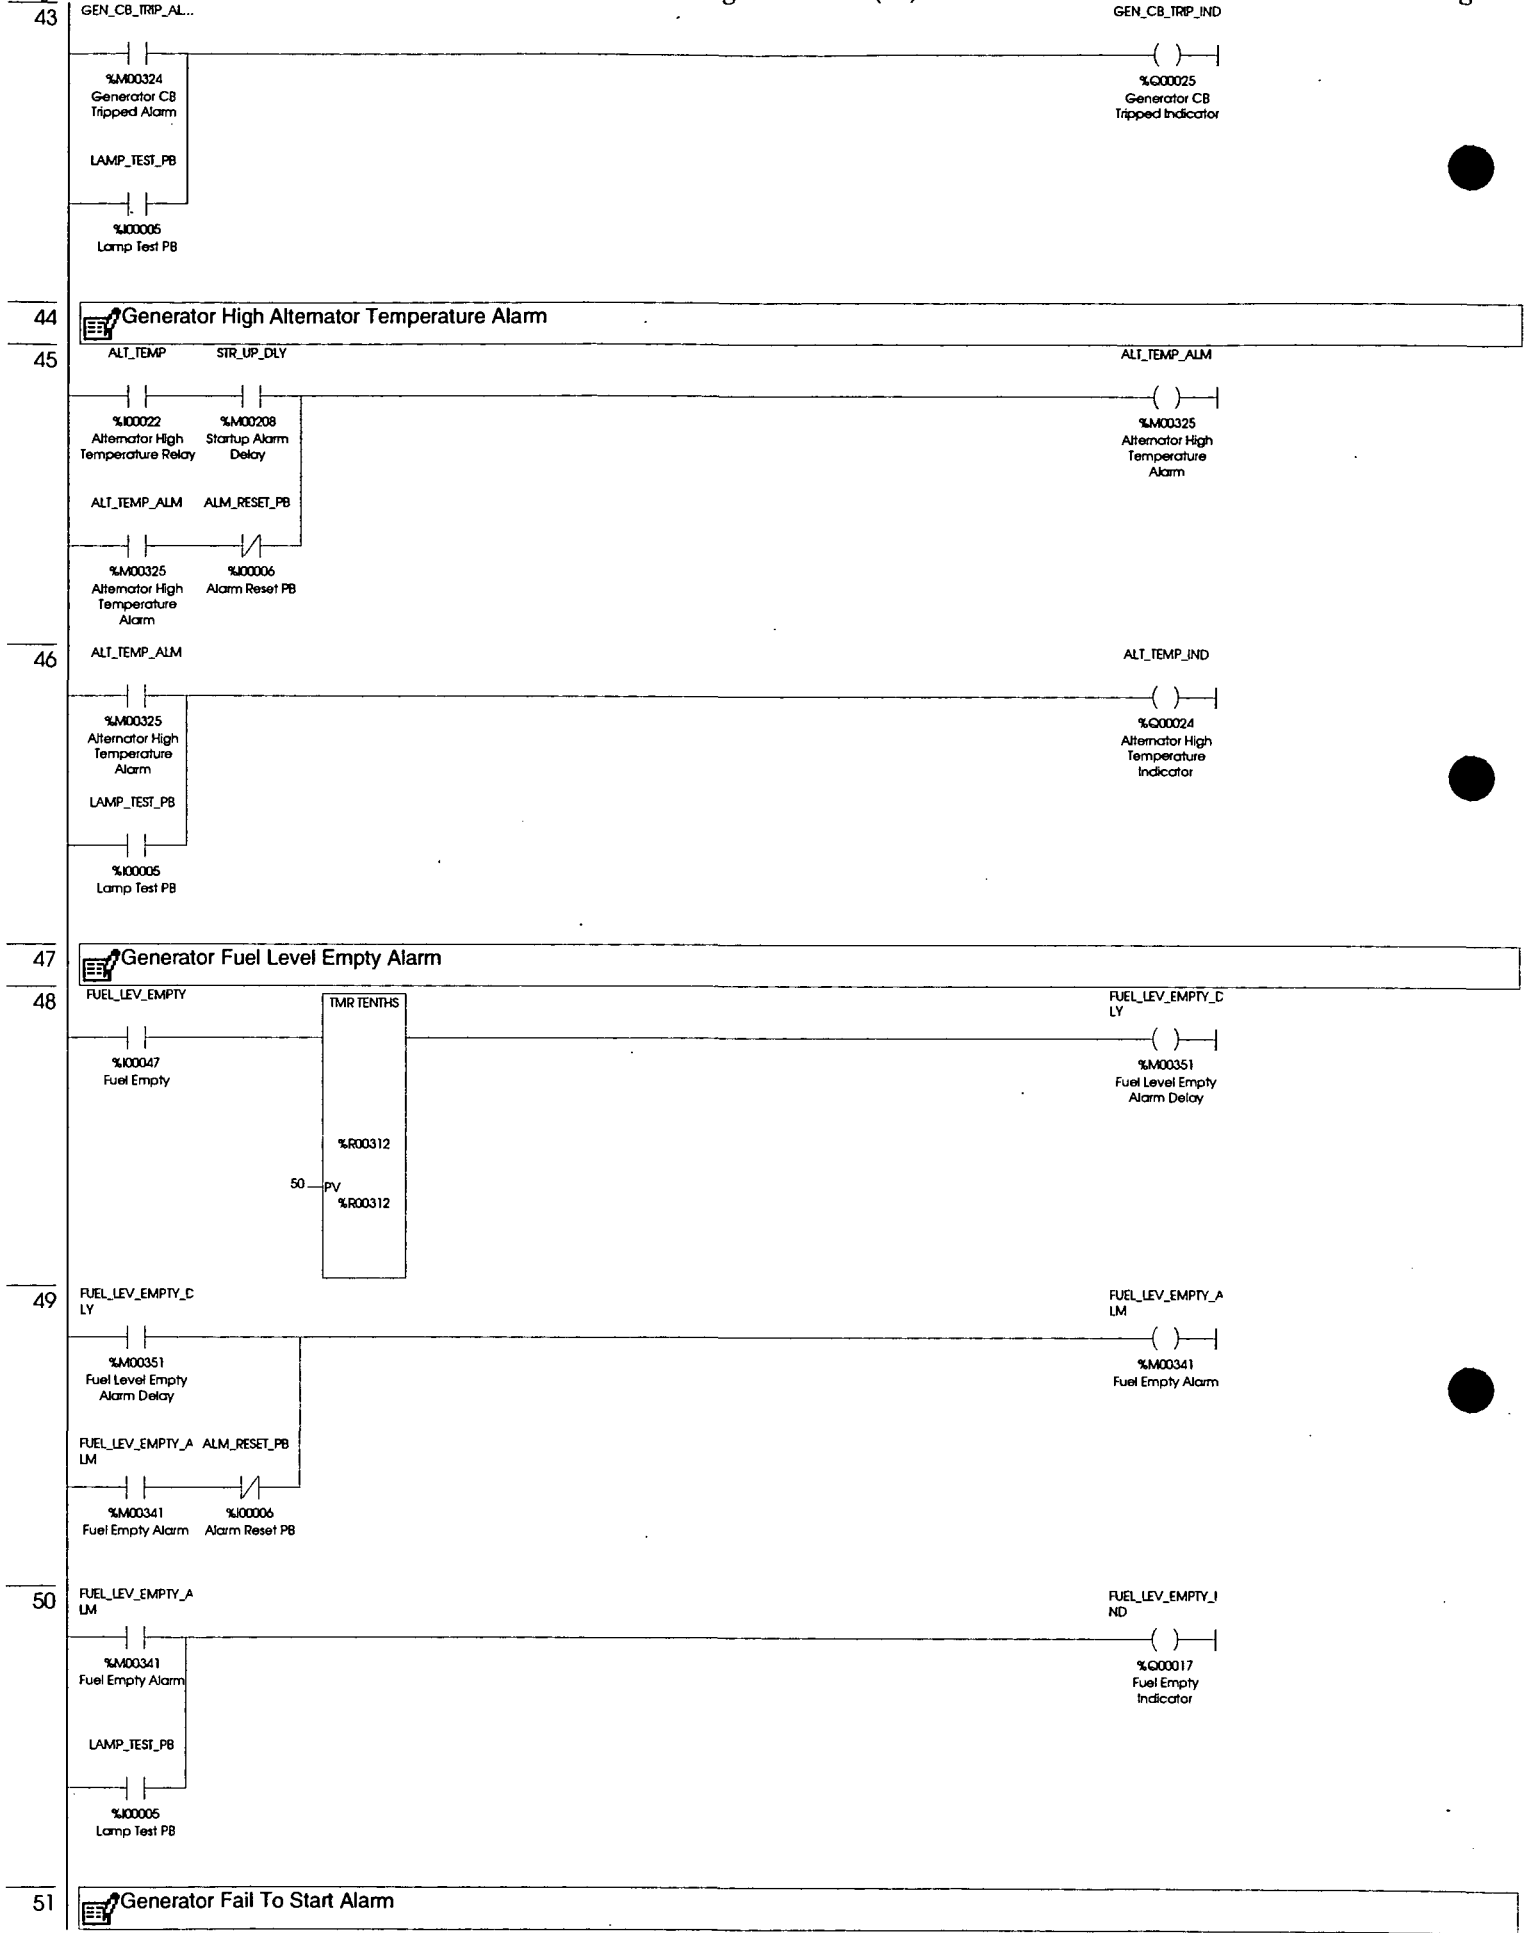 43
GEN_CB_TRIP_AL...
GEN_CB_TRIP_IND
%M00324
Generator CB
Tripped Alarm
%Q00025
Generator CB
Tripped Indicator
LAMP_TEST_PB
%I00005
Lamp Test PB
44
Generator High Alternator Temperature Alarm
45
ALT_TEMP
STR_UP_DLY
ALT_TEMP_ALM
%I00022
Alternator High
Temperature Relay
%M00208
Startup Alarm
Delay
%M00325
Alternator High
Temperature
Alarm
ALT_TEMP_ALM
ALM_RESET_PB
%M00325
Alternator High
Temperature
Alarm
%I00006
Alarm Reset PB
46
ALT_TEMP_ALM
ALT_TEMP_IND
%M00325
Alternator High
Temperature
Alarm
%Q00024
Alternator High
Temperature
Indicator
LAMP_TEST_PB
%I00005
Lamp Test PB
47
Generator Fuel Level Empty Alarm
48
FUEL_LEV_EMPTY
TMR TENTHS
FUEL_LEV_EMPTY_D
LY
%I00047
Fuel Empty
%M00351
Fuel Level Empty
Alarm Delay
%R00312
50
PV
%R00312
49
FUEL_LEV_EMPTY_D
LY
FUEL_LEV_EMPTY_A
LM
%M00351
Fuel Level Empty
Alarm Delay
%M00341
Fuel Empty Alarm
FUEL_LEV_EMPTY_A
LM
ALM_RESET_PB
%M00341
Fuel Empty Alarm
%I00006
Alarm Reset PB
50
FUEL_LEV_EMPTY_A
LM
FUEL_LEV_EMPTY_I
ND
%M00341
Fuel Empty Alarm
%Q00017
Fuel Empty
Indicator
LAMP_TEST_PB
%I00005
Lamp Test PB
51
Generator Fail To Start Alarm